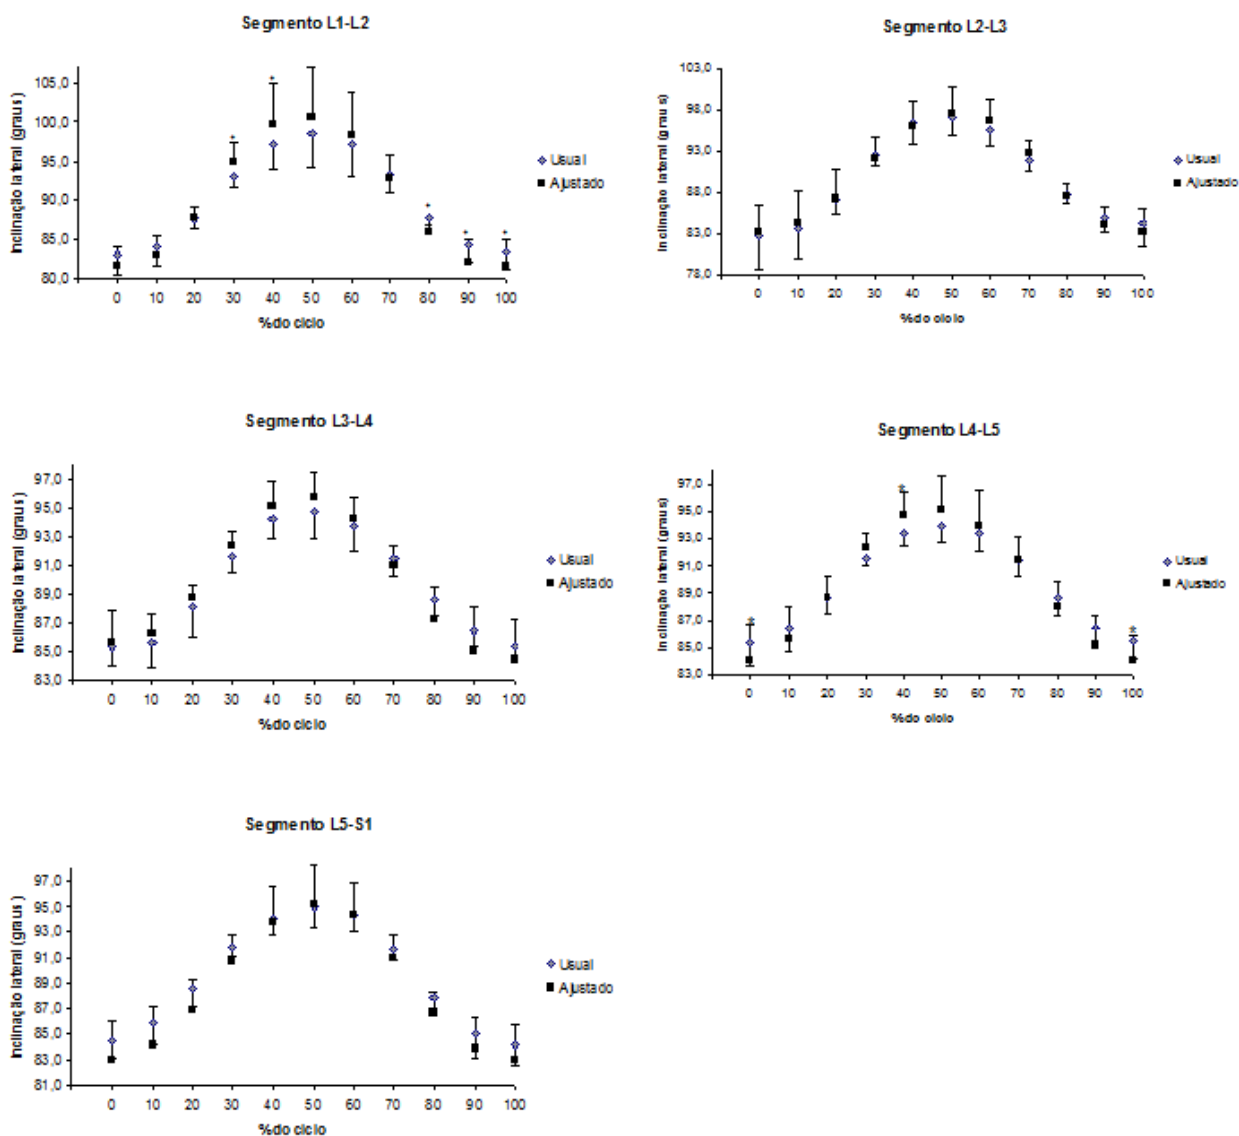 Segmento L1-L2
Inclinação lateral (graus)
105,0
100,0
95,0
90,0
85,0
80,0
* * * * *
0 10 20 30 40 50 60 70 80 90 100
%do ciclo
Usual
Ajustado
Segmento L2-L3
Inclinação lateral (graus)
103,0
98,0
93,0
88,0
83,0
78,0
0 10 20 30 40 50 60 70 80 90 100
%do ciclo
Usual
Ajustado
Segmento L3-L4
Inclinação lateral (graus)
97,0
95,0
93,0
91,0
89,0
87,0
85,0
83,0
0 10 20 30 40 50 60 70 80 90 100
%do ciclo
Usual
Ajustado
Segmento L4-L5
Inclinação lateral (graus)
97,0
95,0
93,0
91,0
89,0
87,0
85,0
83,0
* * *
0 10 20 30 40 50 60 70 80 90 100
%do ciclo
Usual
Ajustado
Segmento L5-S1
Inclinação lateral (graus)
97,0
95,0
93,0
91,0
89,0
87,0
85,0
83,0
81,0
0 10 20 30 40 50 60 70 80 90 100
%do ciclo
Usual
Ajustado